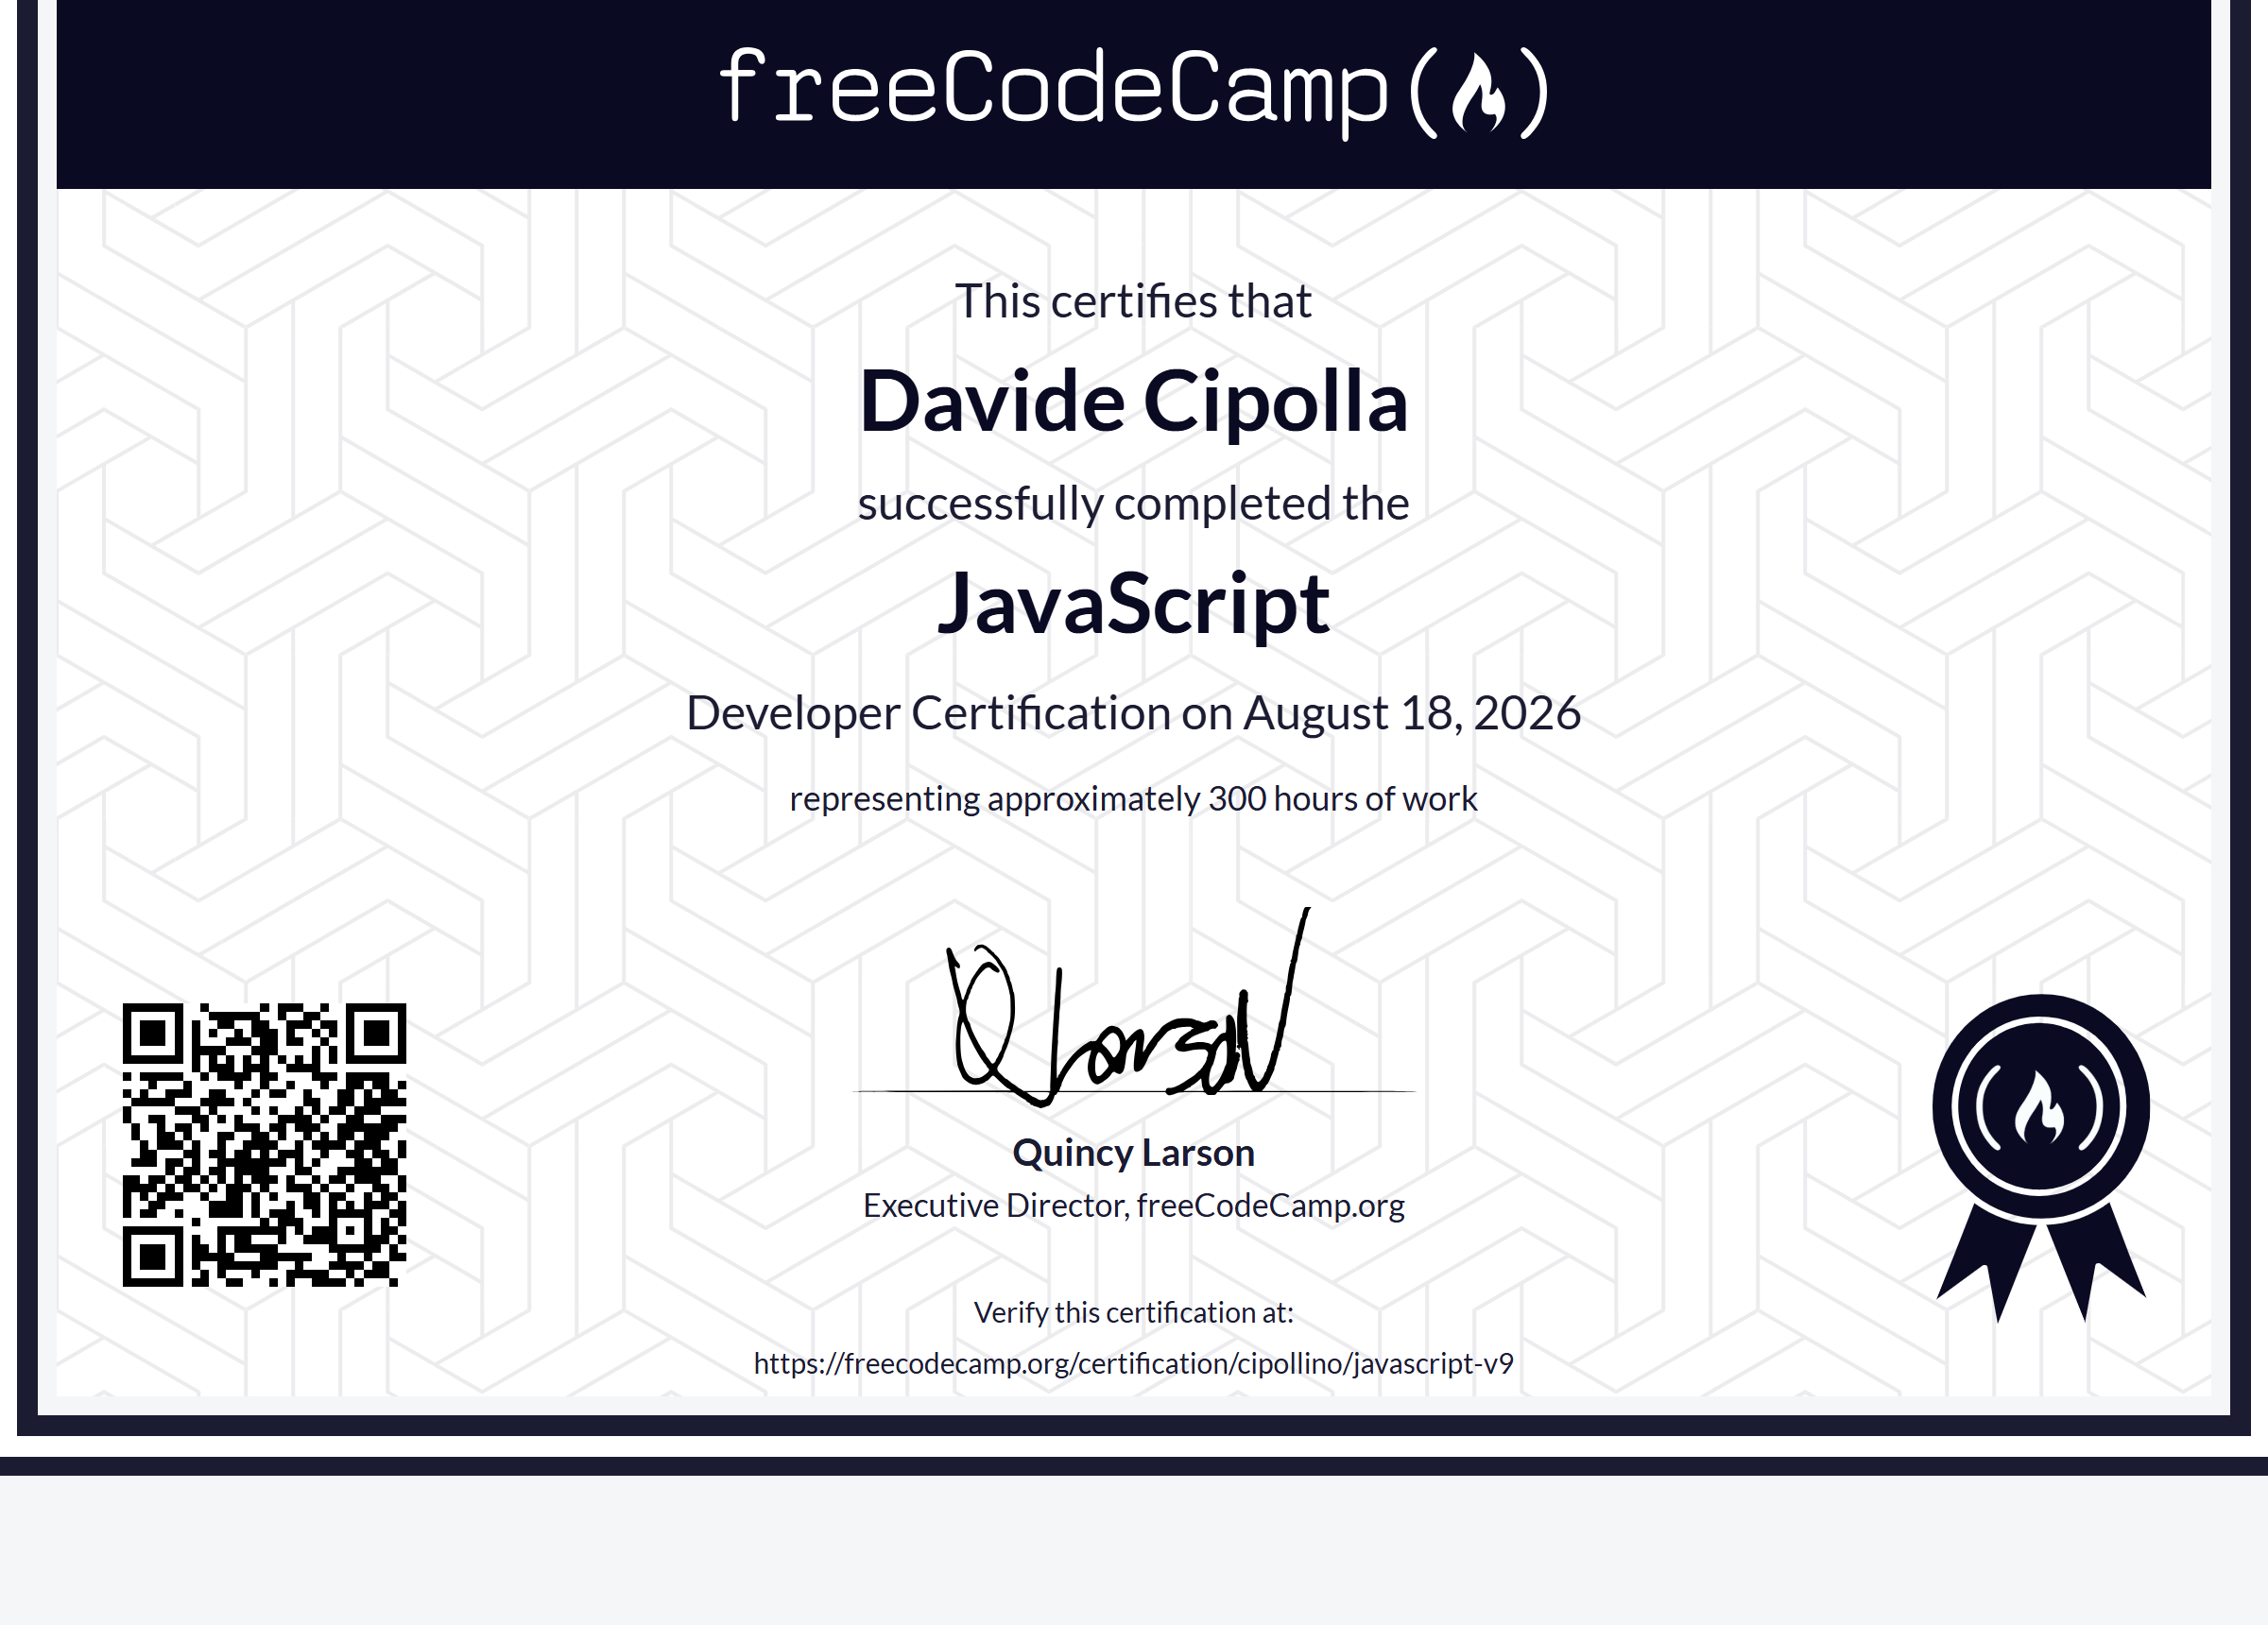 freeCodeCamp
This certifies that
Davide Cipolla
successfully completed the
JavaScript
Developer Certification on August 18, 2026
representing approximately 300 hours of work
Quincy Larson
Executive Director, freeCodeCamp.org
Verify this certification at:
https://freecodecamp.org/certification/cipollino/javascript-v9